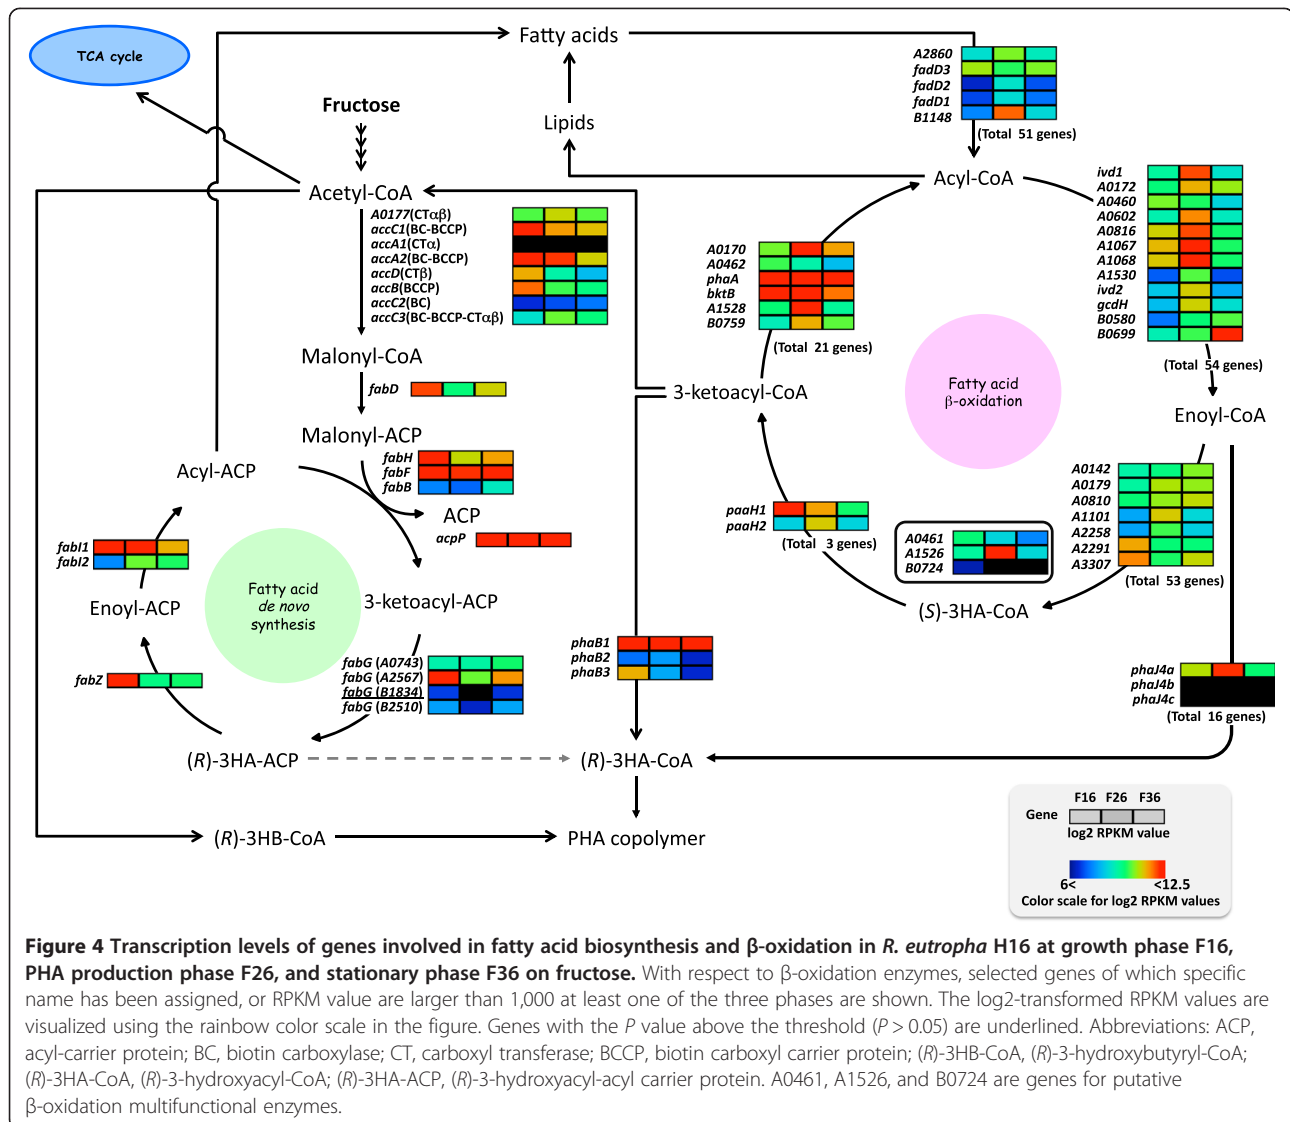 Fatty acids
TCA cycle
Fructose
Lipids
A2860
fadD3
fadD2
fadD1
B1148
(Total 51 genes)
Acetyl-CoA
Acyl-CoA
A0177(CTαβ)
accC1(BC-BCCP)
accA1(CTα)
accA2(BC-BCCP)
accD(CTβ)
accB(BCCP)
accC2(BC)
accC3(BC-BCCP-CTαβ)
A0170
A0462
phaA
bktB
A1528
B0759
(Total 21 genes)
ivd1
A0172
A0460
A0602
A0816
A1067
A1068
A1530
ivd2
gcdH
B0580
B0699
(Total 54 genes)
Malonyl-CoA
fabD
Malonyl-ACP
3-ketoacyl-CoA
Fatty acid
β-oxidation
Enoyl-CoA
Acyl-ACP
fabH
fabF
fabB
ACP
acpP
paaH1
paaH2
(Total 3 genes)
A0461
A1526
B0724
A0142
A0179
A0810
A1101
A2258
A2291
A3307
(Total 53 genes)
fabI1
fabI2
Enoyl-ACP
Fatty acid
de novo
synthesis
3-ketoacyl-ACP
(S)-3HA-CoA
fabZ
fabG (A0743)
fabG (A2567)
fabG (B1834)
fabG (B2510)
phaB1
phaB2
phaB3
phaJ4a
phaJ4b
phaJ4c
(Total 16 genes)
(R)-3HA-ACP
(R)-3HA-CoA
(R)-3HB-CoA
PHA copolymer
F16 F26 F36
Gene
log2 RPKM value
6< <12.5
Color scale for log2 RPKM values
Figure 4 Transcription levels of genes involved in fatty acid biosynthesis and β-oxidation in R. eutropha H16 at growth phase F16,
PHA production phase F26, and stationary phase F36 on fructose. With respect to β-oxidation enzymes, selected genes of which specific
name has been assigned, or RPKM value are larger than 1,000 at least one of the three phases are shown. The log2-transformed RPKM values are
visualized using the rainbow color scale in the figure. Genes with the P value above the threshold (P > 0.05) are underlined. Abbreviations: ACP,
acyl-carrier protein; BC, biotin carboxylase; CT, carboxyl transferase; BCCP, biotin carboxyl carrier protein; (R)-3HB-CoA, (R)-3-hydroxybutyryl-CoA;
(R)-3HA-CoA, (R)-3-hydroxyacyl-CoA; (R)-3HA-ACP, (R)-3-hydroxyacyl-acyl carrier protein. A0461, A1526, and B0724 are genes for putative
β-oxidation multifunctional enzymes.